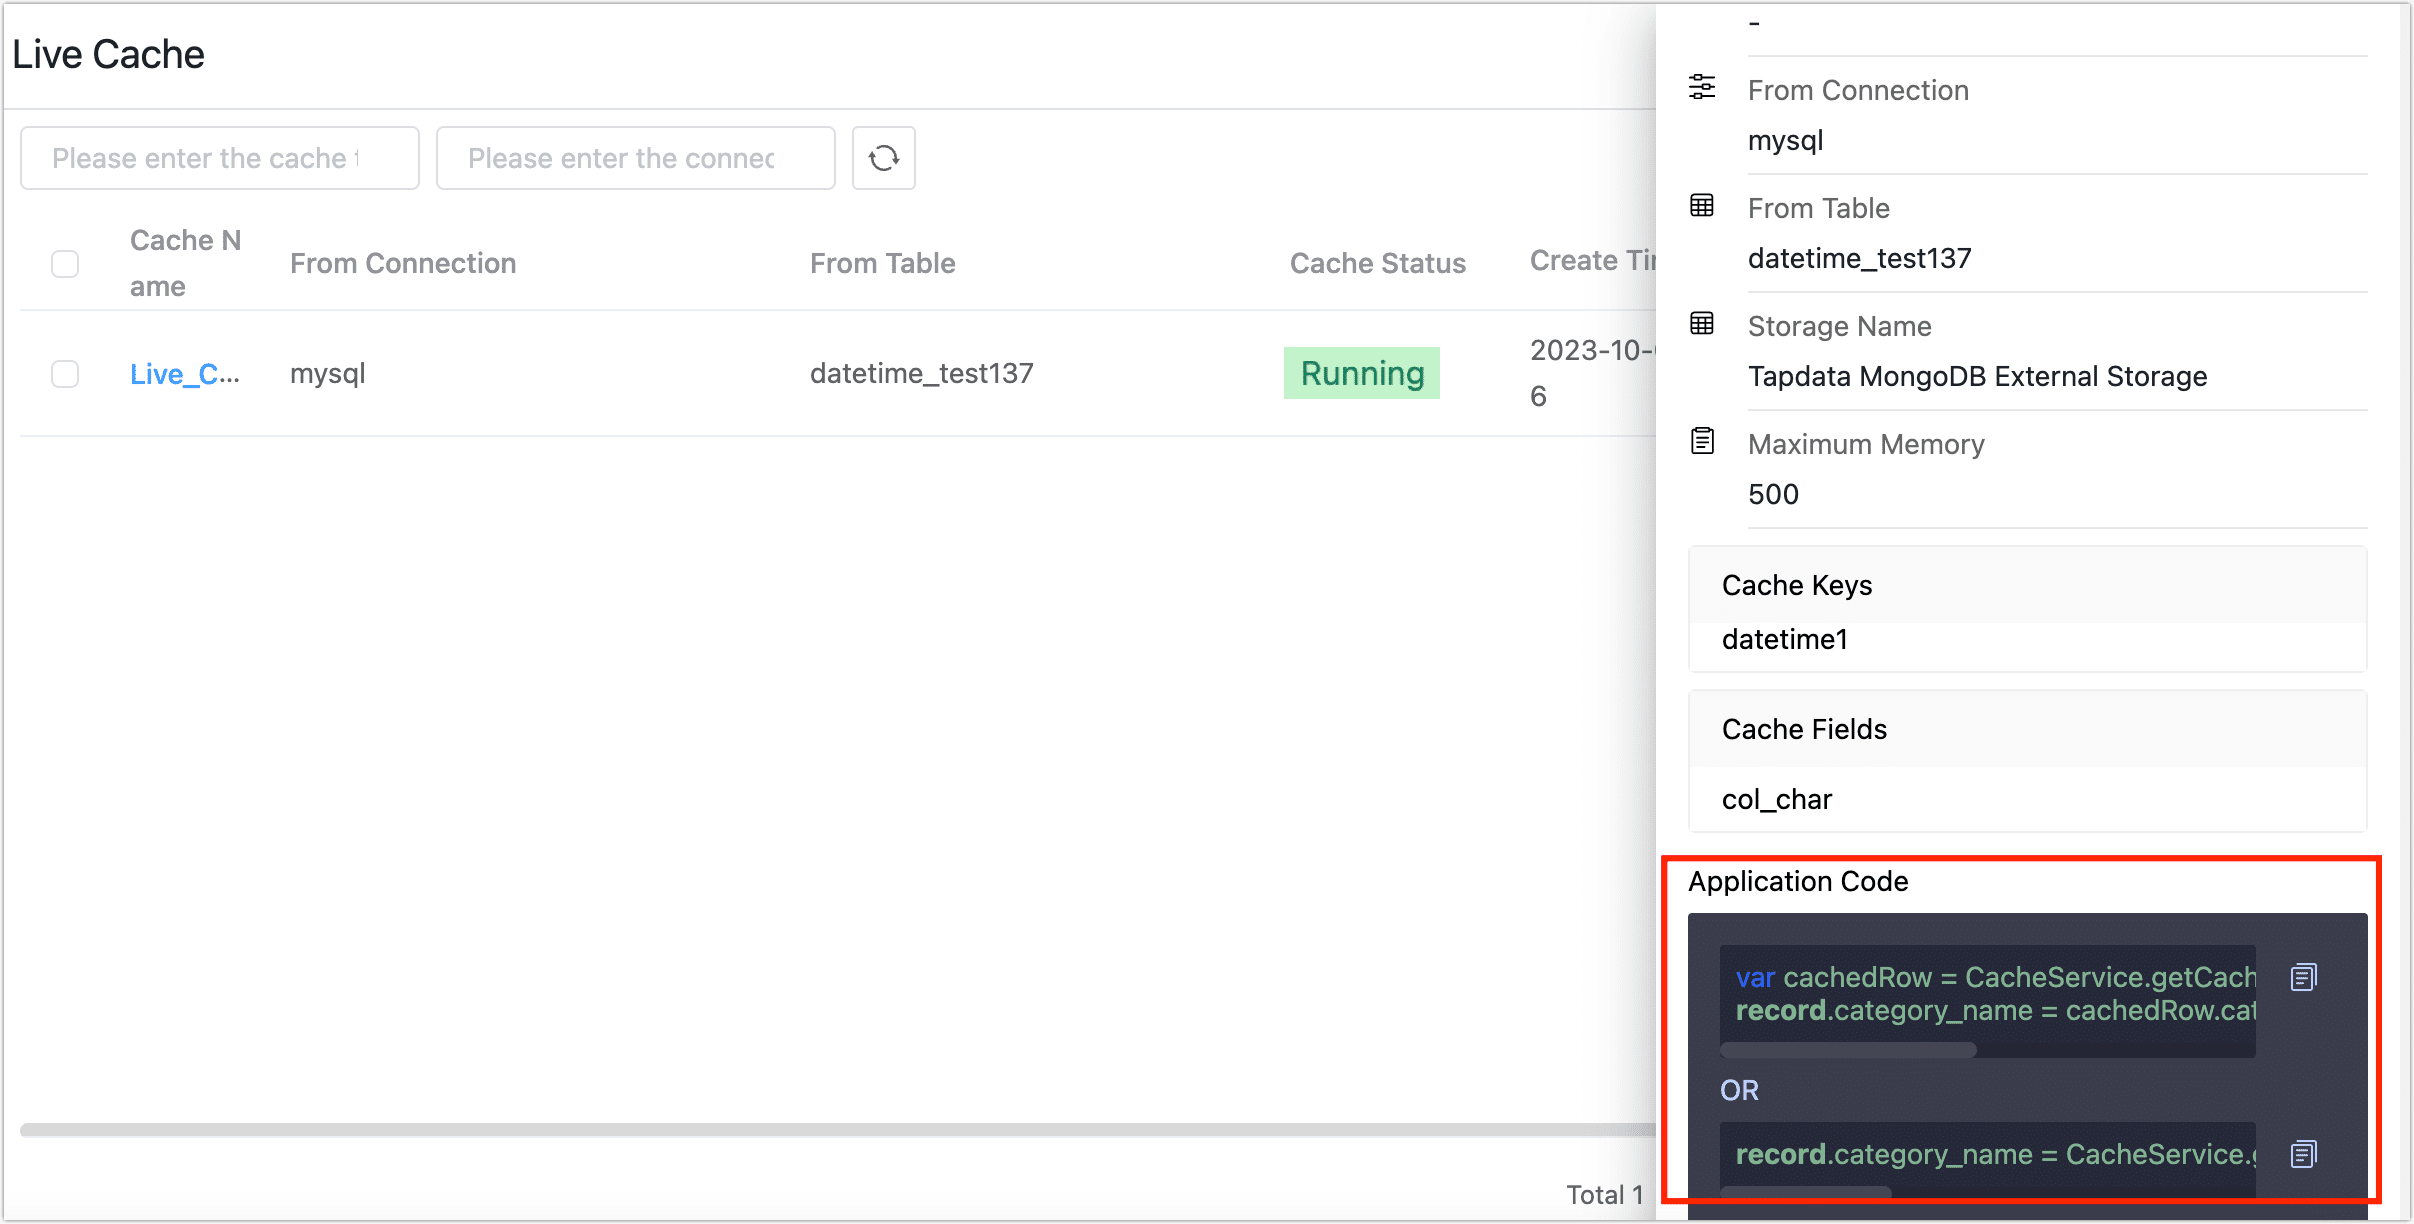 Live Cache
Please enter the cache
Please enter the connec
Cache N
ame
From Connection
From Table
Cache Status
Create Ti
Live_C...
mysql
datetime_test137
Running
2023-10-
6
Total 1
-
From Connection
mysql
From Table
datetime_test137
Storage Name
Tapdata MongoDB External Storage
Maximum Memory
500
Cache Keys
datetime1
Cache Fields
col_char
Application Code
var cachedRow = CacheService.getCach
record.category_name = cachedRow.cat
OR
record.category_name = CacheService.